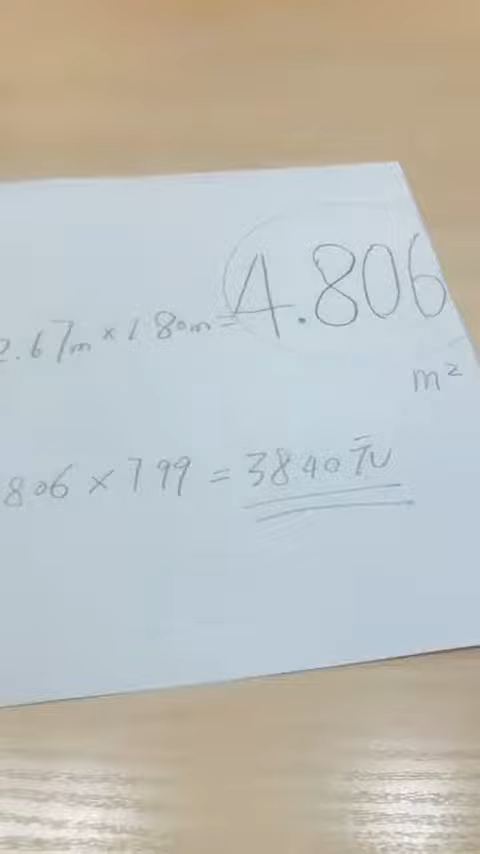 2.67m × 1.80m = 4.806
m²
806 × 799 = 3840元